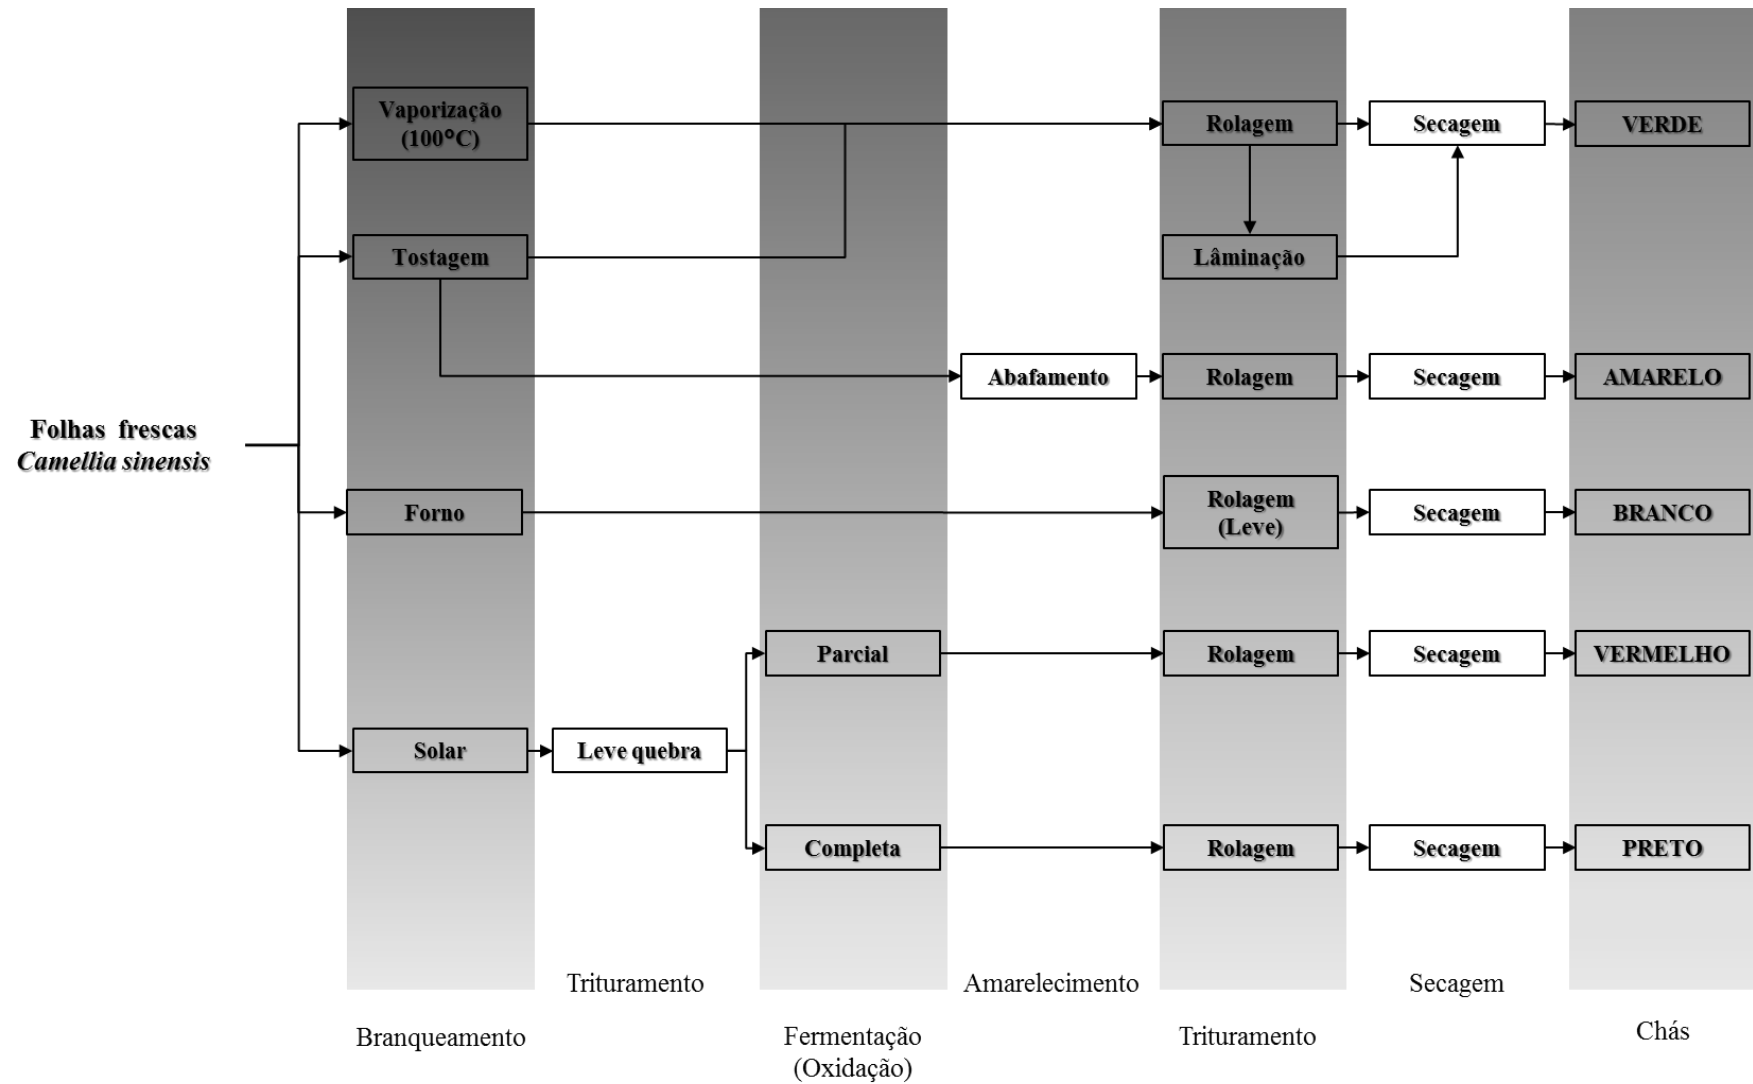 Vaporização
(100°C)
Rolagem
Secagem
VERDE
Tostagem
Lâminação
Abafamento
Rolagem
Secagem
AMARELO
Folhas frescas
Camellia sinensis
Forno
Rolagem
(Leve)
Secagem
BRANCO
Parcial
Rolagem
Secagem
VERMELHO
Solar
Leve quebra
Completa
Rolagem
Secagem
PRETO
Trituramento
Amarelecimento
Secagem
Branqueamento
Fermentação
(Oxidação)
Trituramento
Chás